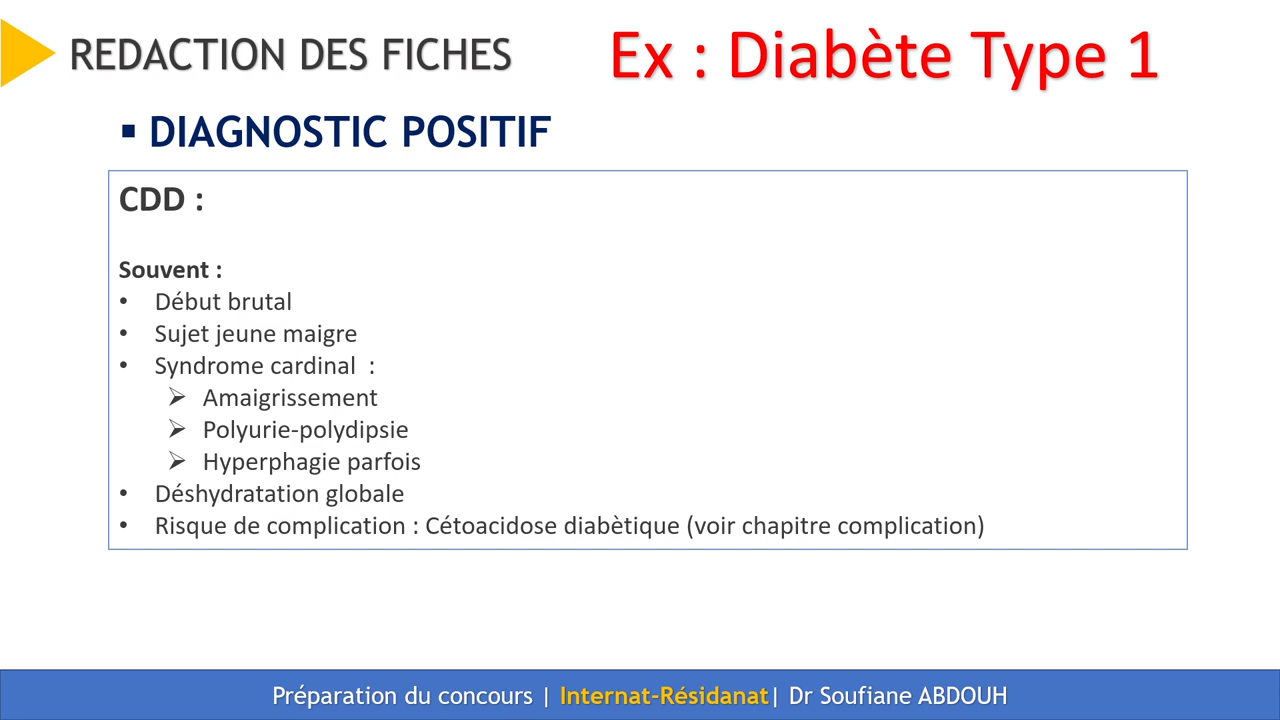 REDACTION DES FICHES
Ex : Diabète Type 1
▪ DIAGNOSTIC POSITIF
CDD :
Souvent :
• Début brutal
• Sujet jeune maigre
• Syndrome cardinal :
➢ Amaigrissement
➢ Polyurie-polydipsie
➢ Hyperphagie parfois
• Déshydratation globale
• Risque de complication : Cétoacidose diabètique (voir chapitre complication)
Préparation du concours | Internat-Résidanat| Dr Soufiane ABDOUH